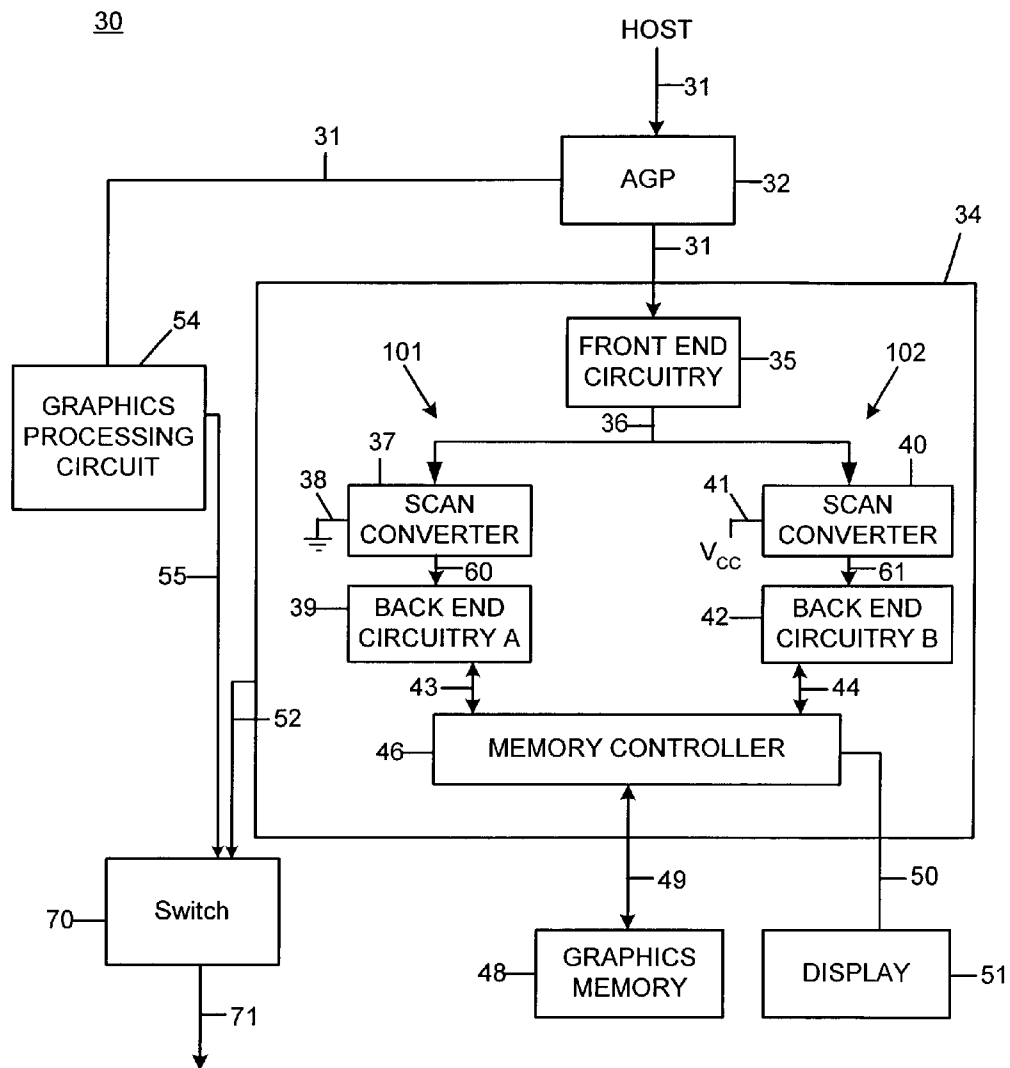 30
HOST
31
31
AGP
32
31
34
54
FRONT END
CIRCUITRY
35
101
102
GRAPHICS
PROCESSING
CIRCUIT
36
37
40
38
41
SCAN
CONVERTER
SCAN
CONVERTER
VCC
60
61
55
39
BACK END
CIRCUITRY A
42
BACK END
CIRCUITRY B
43
44
52
46
MEMORY CONTROLLER
49
50
70
Switch
48
GRAPHICS
MEMORY
DISPLAY
51
71